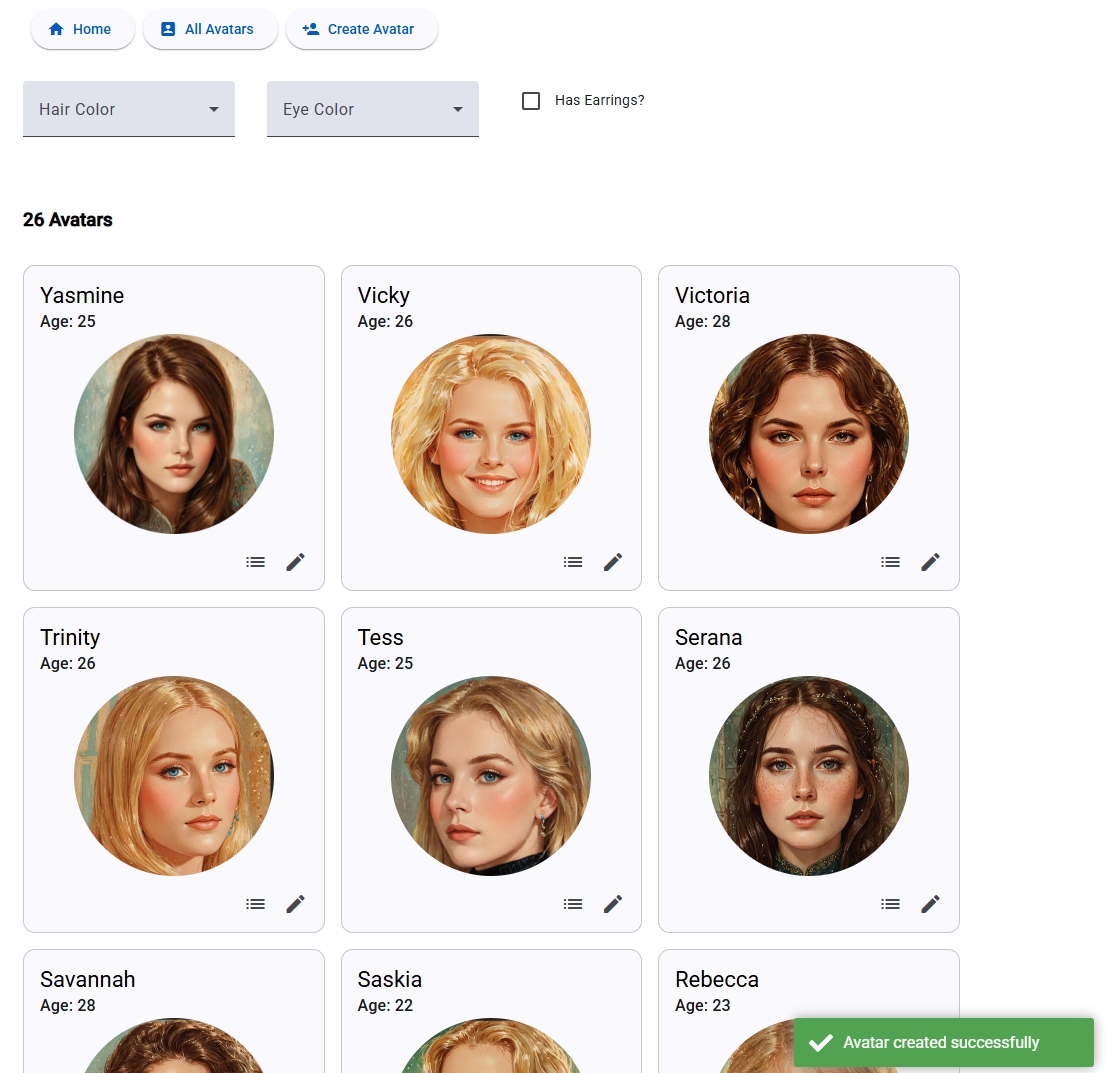 Home All Avatars Create Avatar
Hair Color Eye Color Has Earrings?
26 Avatars
Yasmine Vicky Victoria
Age: 25 Age: 26 Age: 28
Trinity Tess Serana
Age: 26 Age: 25 Age: 26
Savannah Saskia Rebecca
Age: 28 Age: 22 Age: 23
Avatar created successfully